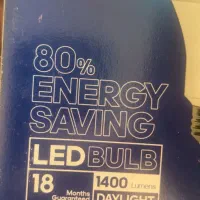 80%
ENERGY
SAVING
LED BULB
18 1400 Lumens
Months
Guaranteed DAYLIGHT